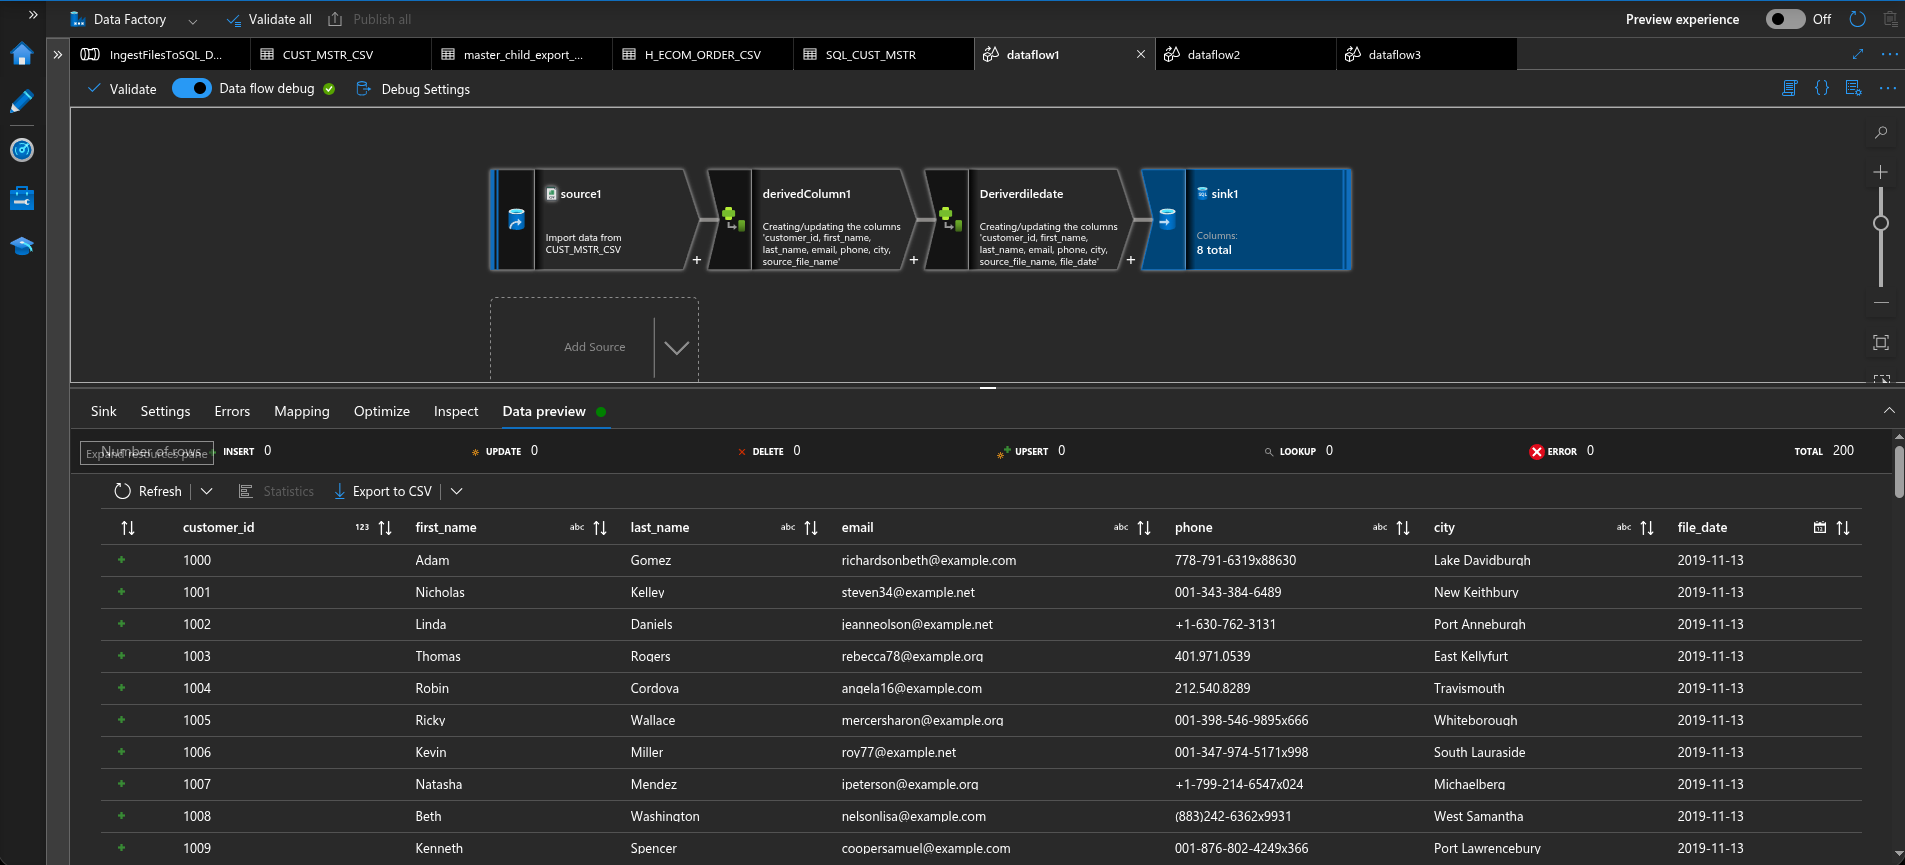 Data Factory
Validate all
Publish all
Preview experience
Off
IngestFilesToSQL_D...
CUST_MSTR_CSV
master_child_export_...
H_ECOM_ORDER_CSV
SQL_CUST_MSTR
dataflow1
dataflow2
dataflow3
Validate
Data flow debug
Debug Settings
source1
Import data from
CUST_MSTR_CSV
derivedColumn1
Creating/updating the columns
'customer_id, first_name,
last_name, email, phone, city,
source_file_name'
Deriverdiledate
Creating/updating the columns
'customer_id, first_name,
last_name, email, phone, city,
source_file_name, file_date'
sink1
Columns:
8 total
Add Source
Sink Settings Errors Mapping Optimize Inspect Data preview
Number of rows
Expand resources pane
INSERT 0
UPDATE 0
DELETE 0
UPSERT 0
LOOKUP 0
ERROR 0
TOTAL 200
Refresh
Statistics
Export to CSV
customer_id 123 first_name abc last_name abc email abc phone abc city abc file_date
1000 Adam Gomez richardsonbeth@example.com 778-791-6319x88630 Lake Davidburgh 2019-11-13
1001 Nicholas Kelley steven34@example.net 001-343-384-6489 New Keithbury 2019-11-13
1002 Linda Daniels jeanneolson@example.net +1-630-762-3131 Port Anneburgh 2019-11-13
1003 Thomas Rogers rebecca78@example.org 401.971.0539 East Kellyfurt 2019-11-13
1004 Robin Cordova angela16@example.com 212.540.8289 Travismouth 2019-11-13
1005 Ricky Wallace mercersharon@example.org 001-398-546-9895x666 Whiteborough 2019-11-13
1006 Kevin Miller roy77@example.net 001-347-974-5171x998 South Lauraside 2019-11-13
1007 Natasha Mendez ipeterson@example.org +1-799-214-6547x024 Michaelberg 2019-11-13
1008 Beth Washington nelsonlisa@example.com (883)242-6362x9931 West Samantha 2019-11-13
1009 Kenneth Spencer coopersamuel@example.com 001-876-802-4249x366 Port Lawrencebury 2019-11-13